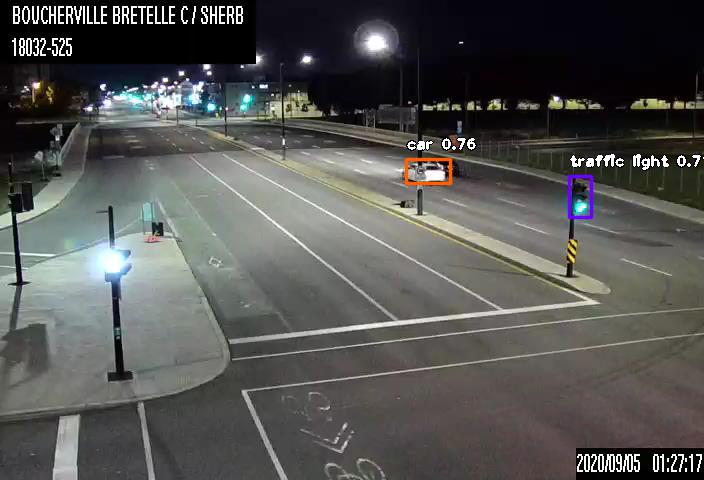 BOUCHERVILLE BRETELLE C / SHERB
18032-525
car 0.76
traffic light 0.7
2020/09/05 01:27:17